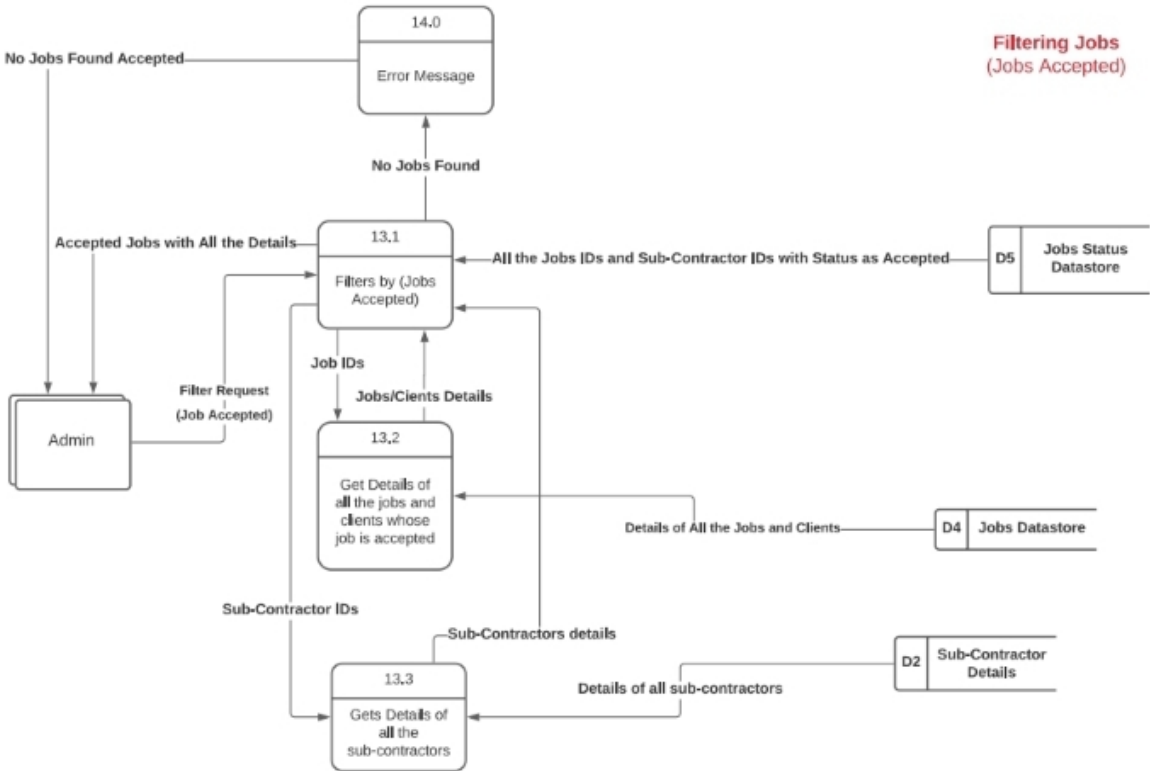 14.0
Error Message
Filtering Jobs
(Jobs Accepted)
No Jobs Found Accepted
No Jobs Found
13.1
Filters by (Jobs
Accepted)
Accepted Jobs with All the Details
All the Jobs IDs and Sub-Contractor IDs with Status as Accepted
D5
Jobs Status
Datastore
Job IDs
Filter Request
(Job Accepted)
Jobs/Cients Details
Admin
13.2
Get Details of
all the jobs and
clients whose
job is accepted
Details of All the Jobs and Clients
D4
Jobs Datastore
Sub-Contractor IDs
Sub-Contractors details
D2
Sub-Contractor
Details
13.3
Gets Details of
all the
sub-contractors
Details of all sub-contractors